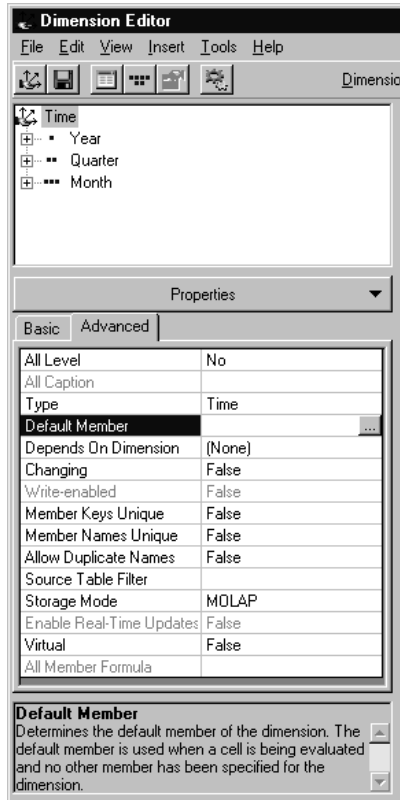 Dimension Editor
File Edit View Insert Tools Help
Dimensio
Time
Year
Quarter
Month
Properties
Basic Advanced
All Level No
All Caption
Type Time
Default Member ...
Depends On Dimension (None)
Changing False
Write-enabled False
Member Keys Unique False
Member Names Unique False
Allow Duplicate Names False
Source Table Filter
Storage Mode MOLAP
Enable Real-Time Updates False
Virtual False
All Member Formula
Default Member
Determines the default member of the dimension. The
default member is used when a cell is being evaluated
and no other member has been specified for the
dimension.